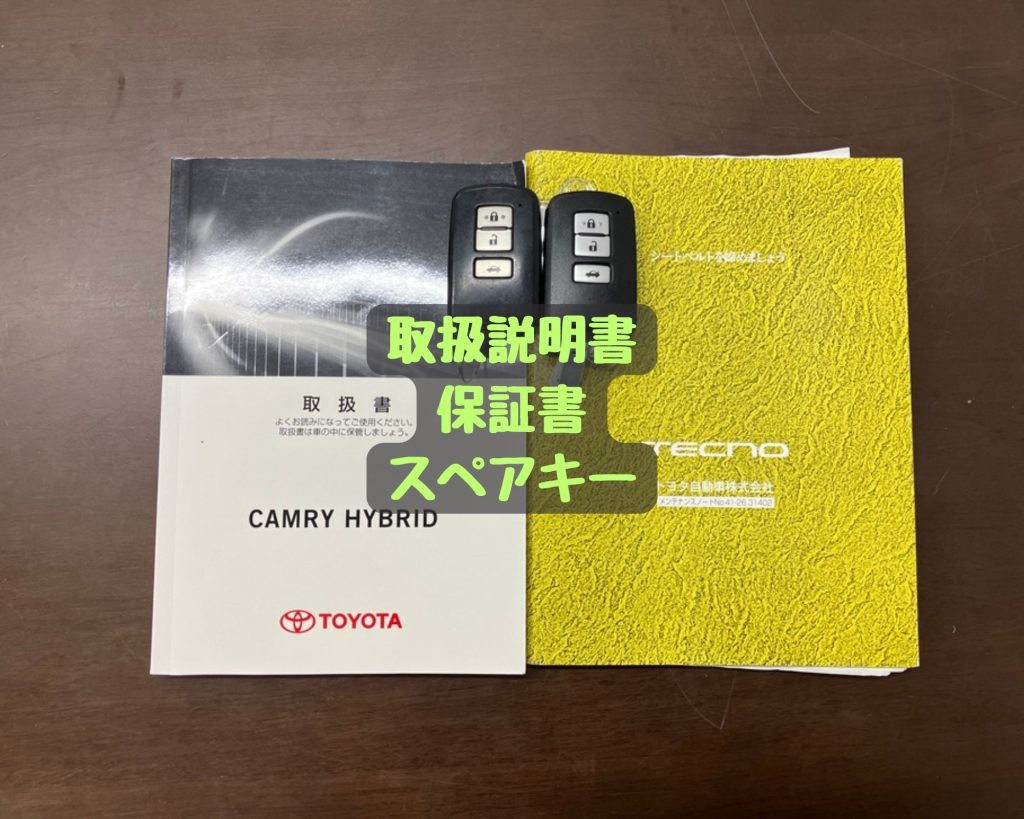 シートベルトを締めましょう
取扱説明書
保証書
スペアキー
取扱書
よくお読みになってご使用ください。
取扱書は車の中に保管しましょう。
CAMRY HYBRID
TOYOTA
TECNO
トヨタ自動車株式会社
メンテナンスノートNo.41-26 31402